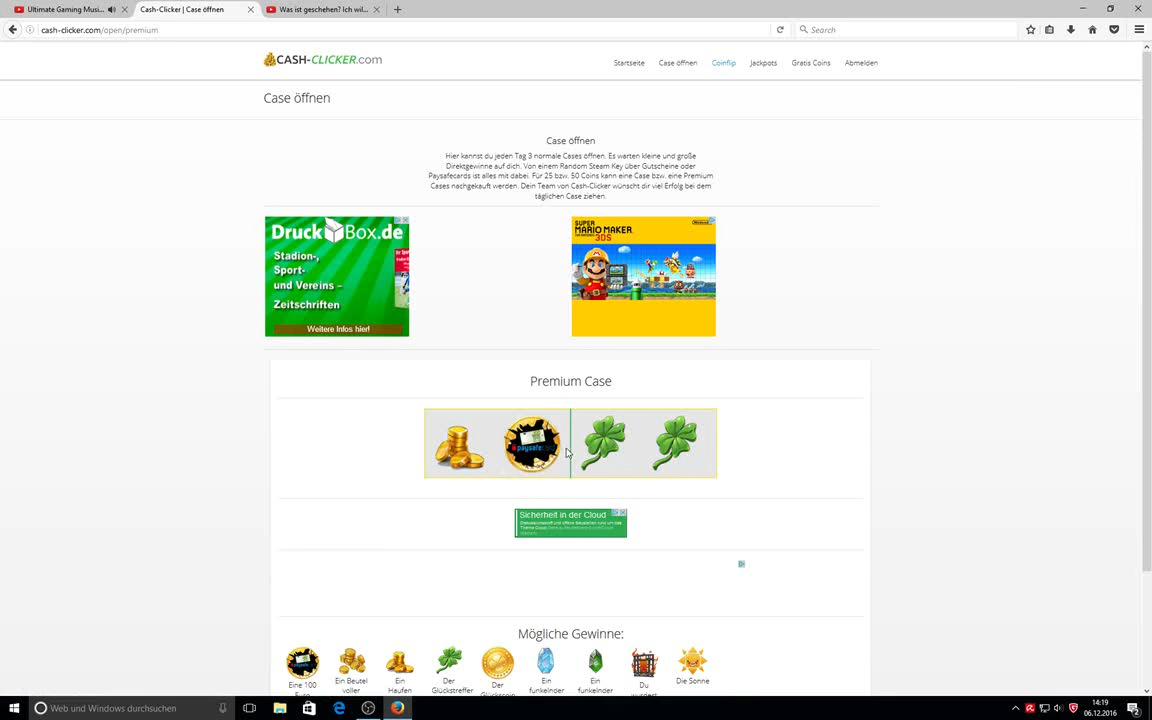 Ultimate Gaming Musi...
Cash-Clicker | Case öffnen
Was ist geschehen? Ich wil...
cash-clicker.com/open/premium
Search
CASH-CLICKER.com
Startseite
Case öffnen
Coinflip
Jackpots
Gratis Coins
Abmelden
Case öffnen
Case öffnen
Hier kannst du jeden Tag 3 normale Cases öffnen. Es warten kleine und große
Direktgewinne auf dich. Von einem Random Steam Key über Gutscheine oder
Paysafecards ist alles mit dabei. Für 25 bzw. 50 Coins kann eine Case bzw. eine Premium
Cases nachgekauft werden. Dein Team von Cash-Clicker wünscht dir viel Erfolg bei dem
täglichen Case ziehen.
DruckBox.de
Stadion-,
Sport-
und Vereins –
Zeitschriften
Weitere Infos hier!
SUPER
MARIO MAKER
3DS
Nintendo
Premium Case
paysafe
Sicherheit in der Cloud
Mögliche Gewinne:
Eine 100
Ein Beutel
voller
Ein
Haufen
Der
Glückstreffer
Der
Glückscoin
Ein
funkelnder
Ein
funkelnder
Du
wurdest
Die Sonne
Web und Windows durchsuchen
14:19
06.12.2016
2